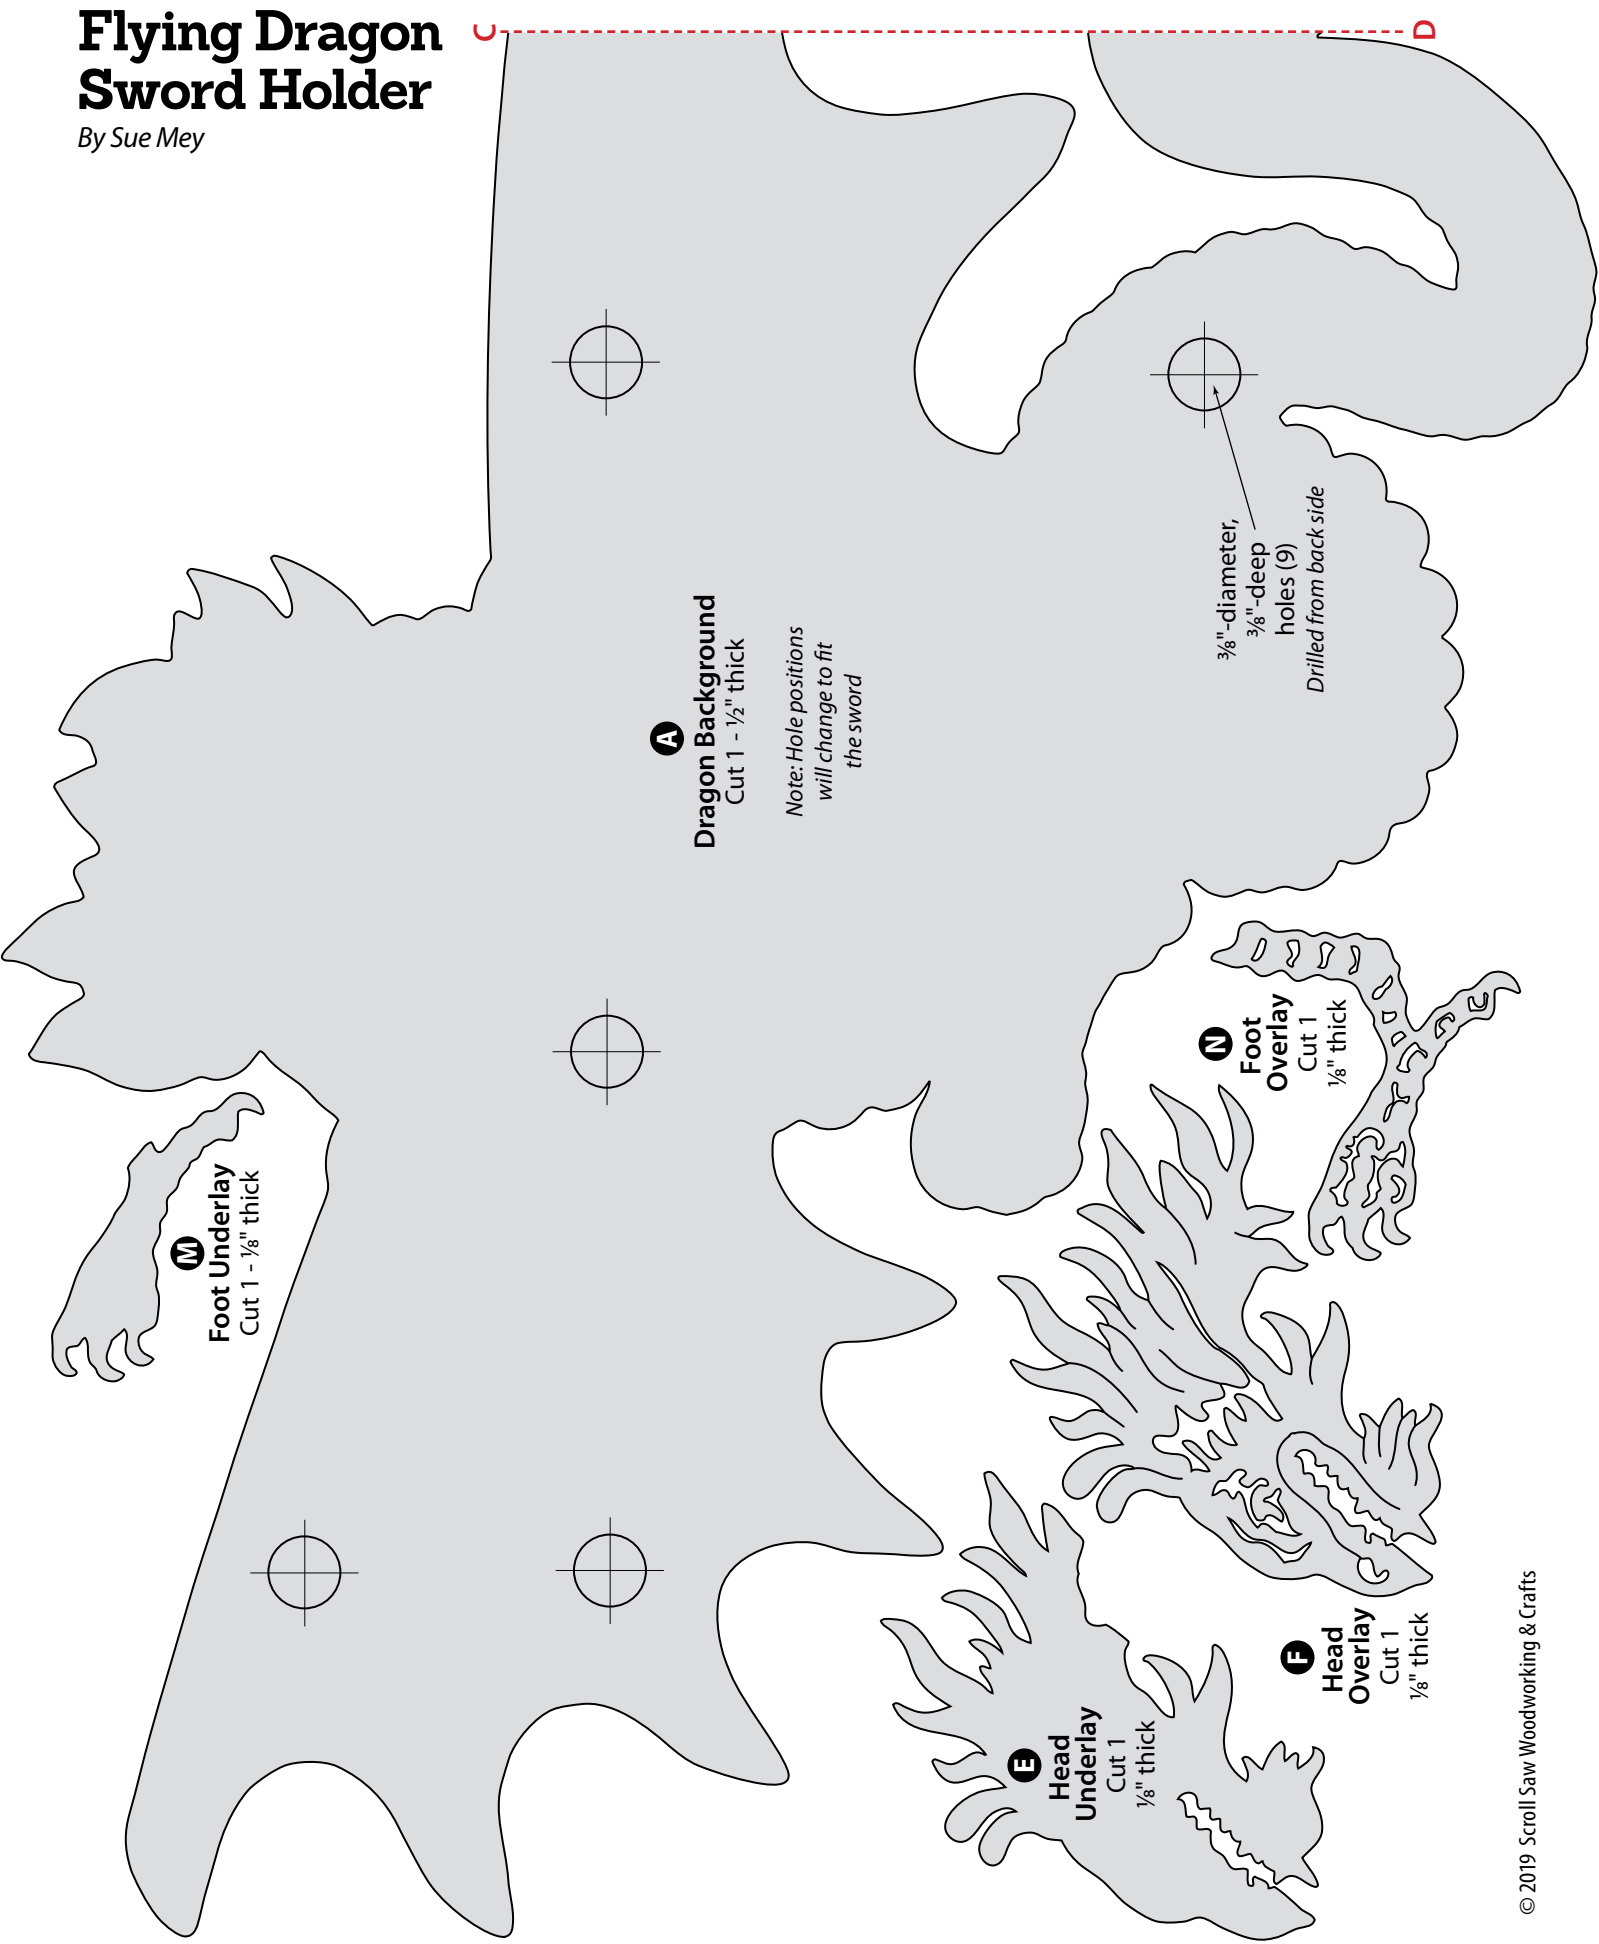 Flying Dragon
Sword Holder
By Sue Mey
C
D
A
Dragon Background
Cut 1 - ½" thick
Note: Hole positions
will change to fit
the sword
⅜"-diameter,
⅜"-deep
holes (9)
Drilled from back side
M
Foot Underlay
Cut 1 - ⅛" thick
N
Foot
Overlay
Cut 1
⅛" thick
E
Head
Underlay
Cut 1
⅛" thick
F
Head
Overlay
Cut 1
⅛" thick
© 2019 Scroll Saw Woodworking & Crafts